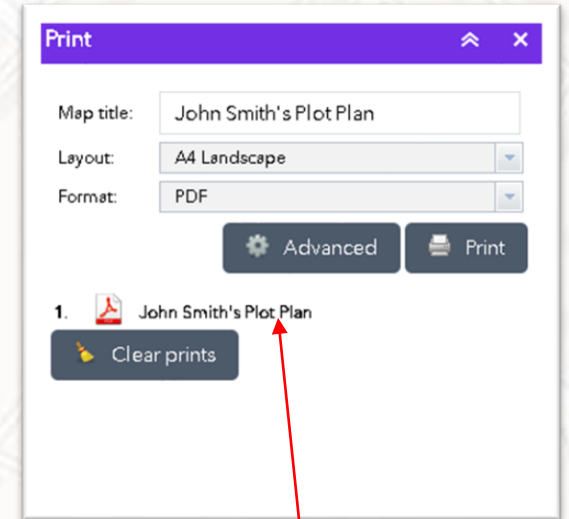 Print
Map title: John Smith's Plot Plan
Layout: A4 Landscape
Format: PDF
Advanced Print
1. John Smith's Plot Plan
Clear prints